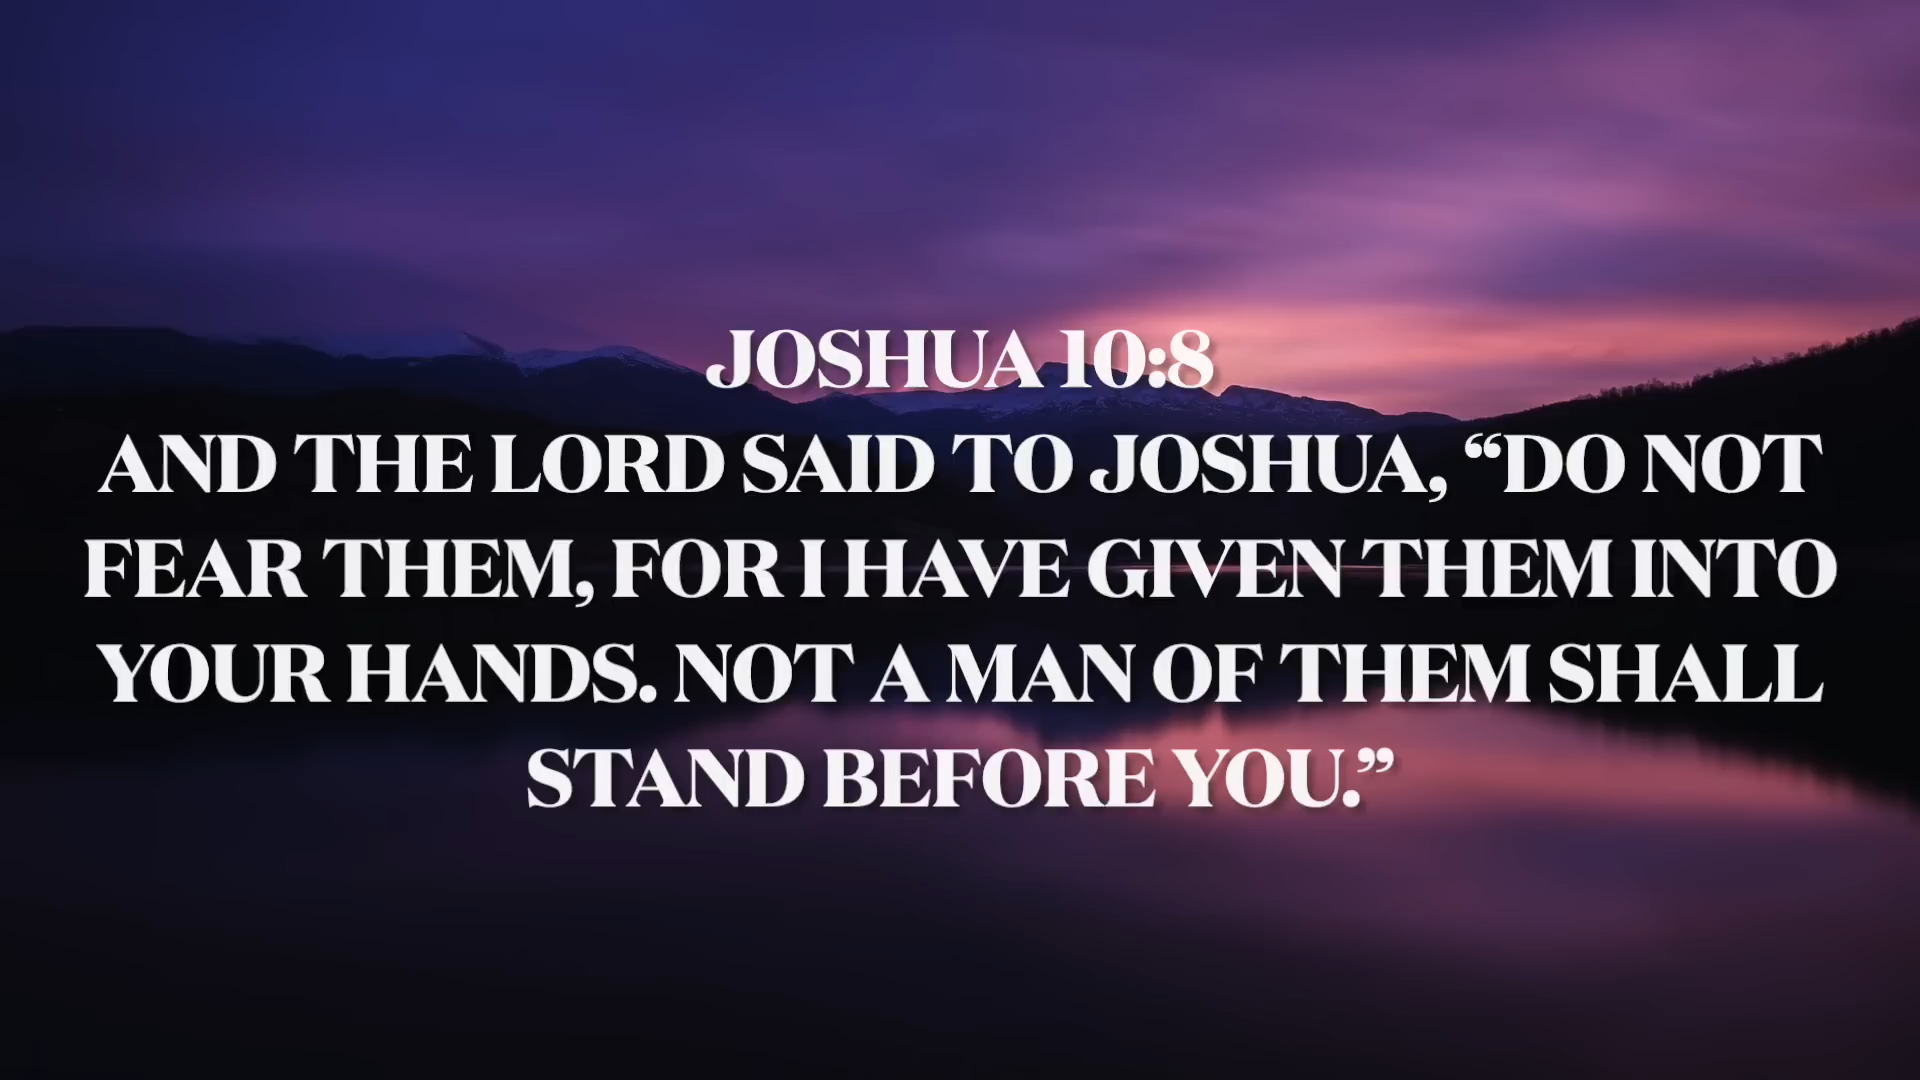 JOSHUA 10:8
AND THE LORD SAID TO JOSHUA, “DO NOT
FEAR THEM, FOR I HAVE GIVEN THEM INTO
YOUR HANDS. NOT A MAN OF THEM SHALL
STAND BEFORE YOU.”